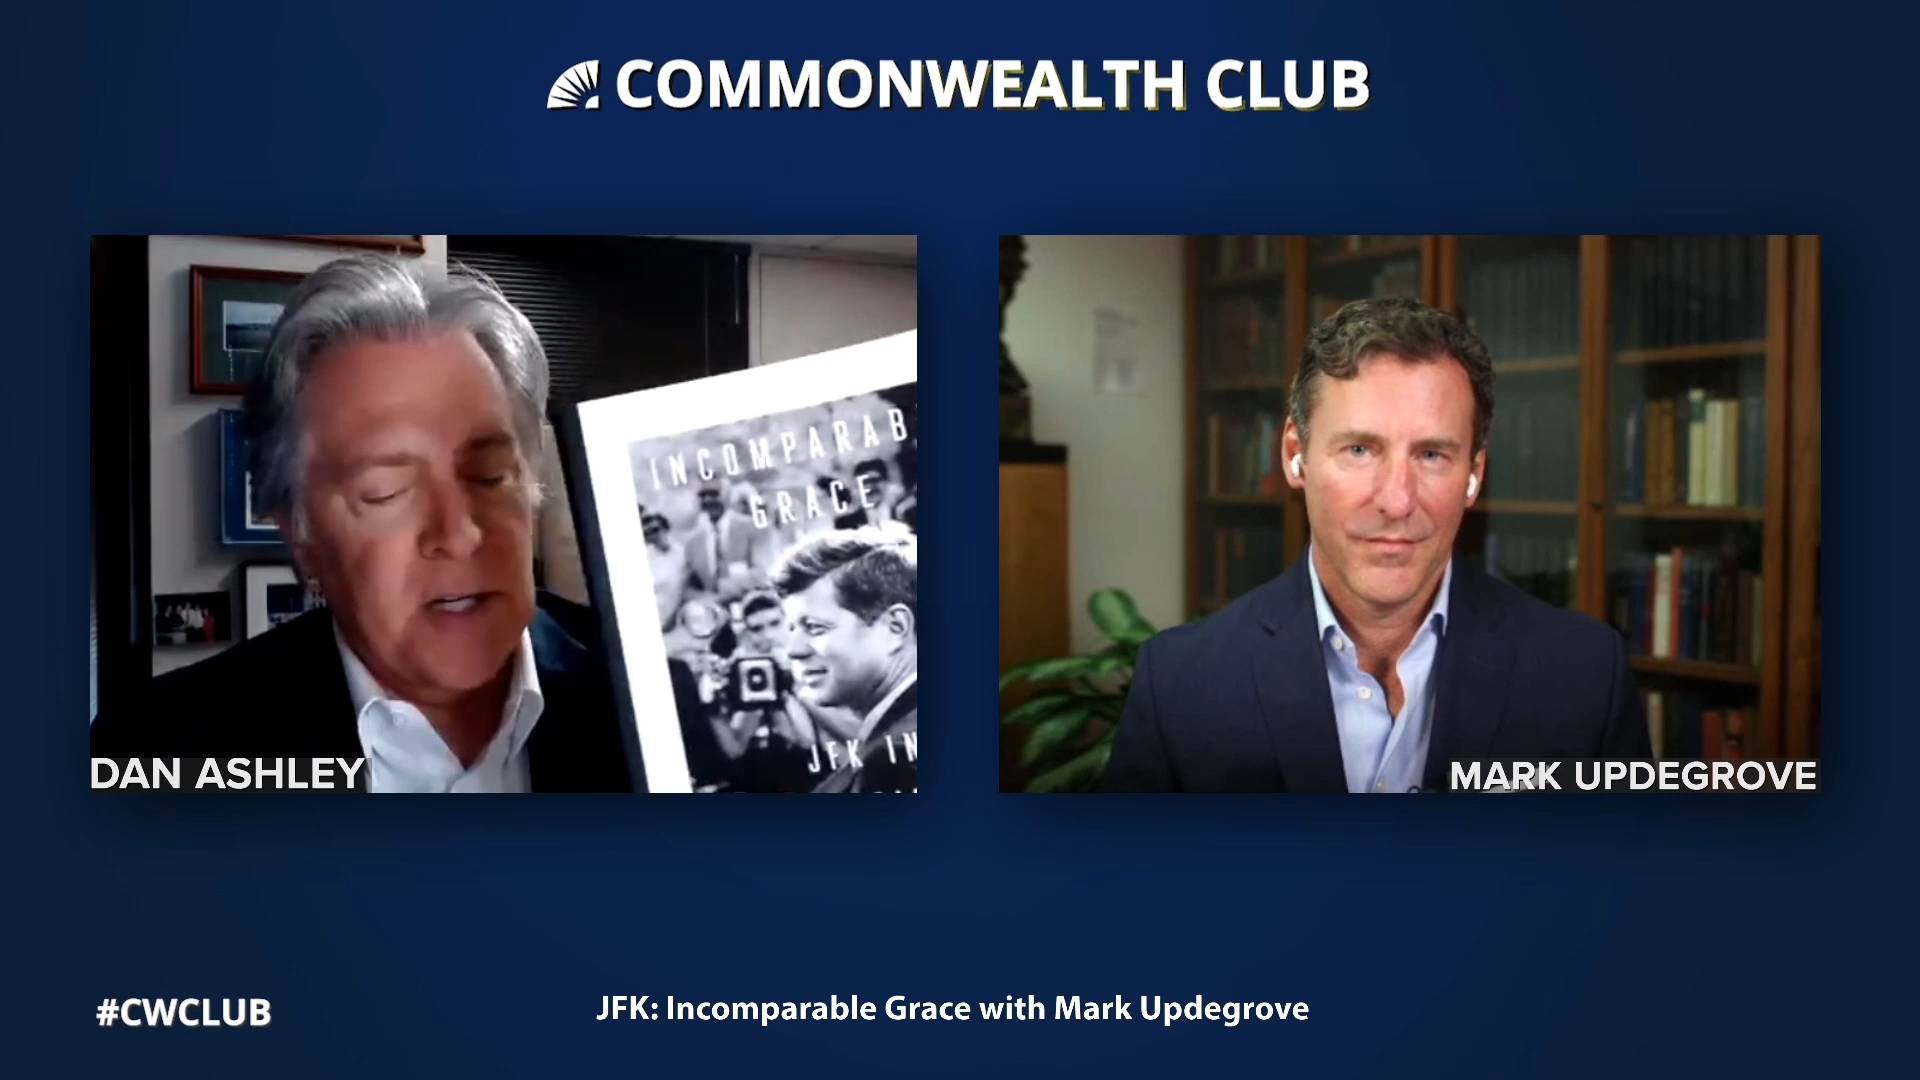 COMMONWEALTH CLUB
INCOMPARAB
GRACE
JFK IN
DAN ASHLEY
MARK UPDEGROVE
#CWCLUB
JFK: Incomparable Grace with Mark Updegrove